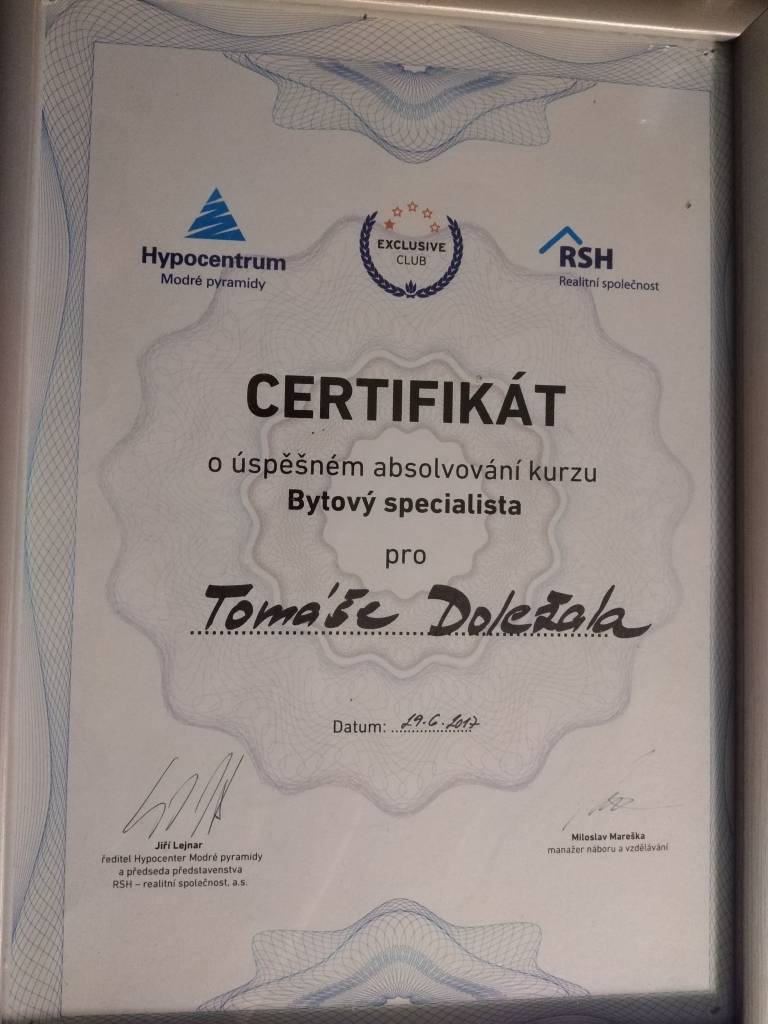 Hypocentrum
Modré pyramidy
EXCLUSIVE
CLUB
RSH
Realitní společnost
CERTIFIKÁT
o úspěšném absolvování kurzu
Bytový specialista
pro
Tomáše Doležala
Datum: 29.6.2017
Jiří Lejnar
ředitel Hypocenter Modré pyramidy
a předseda představenstva
RSH – realitní společnost, a.s.
Miloslav Mareška
manažer náboru a vzdělávání